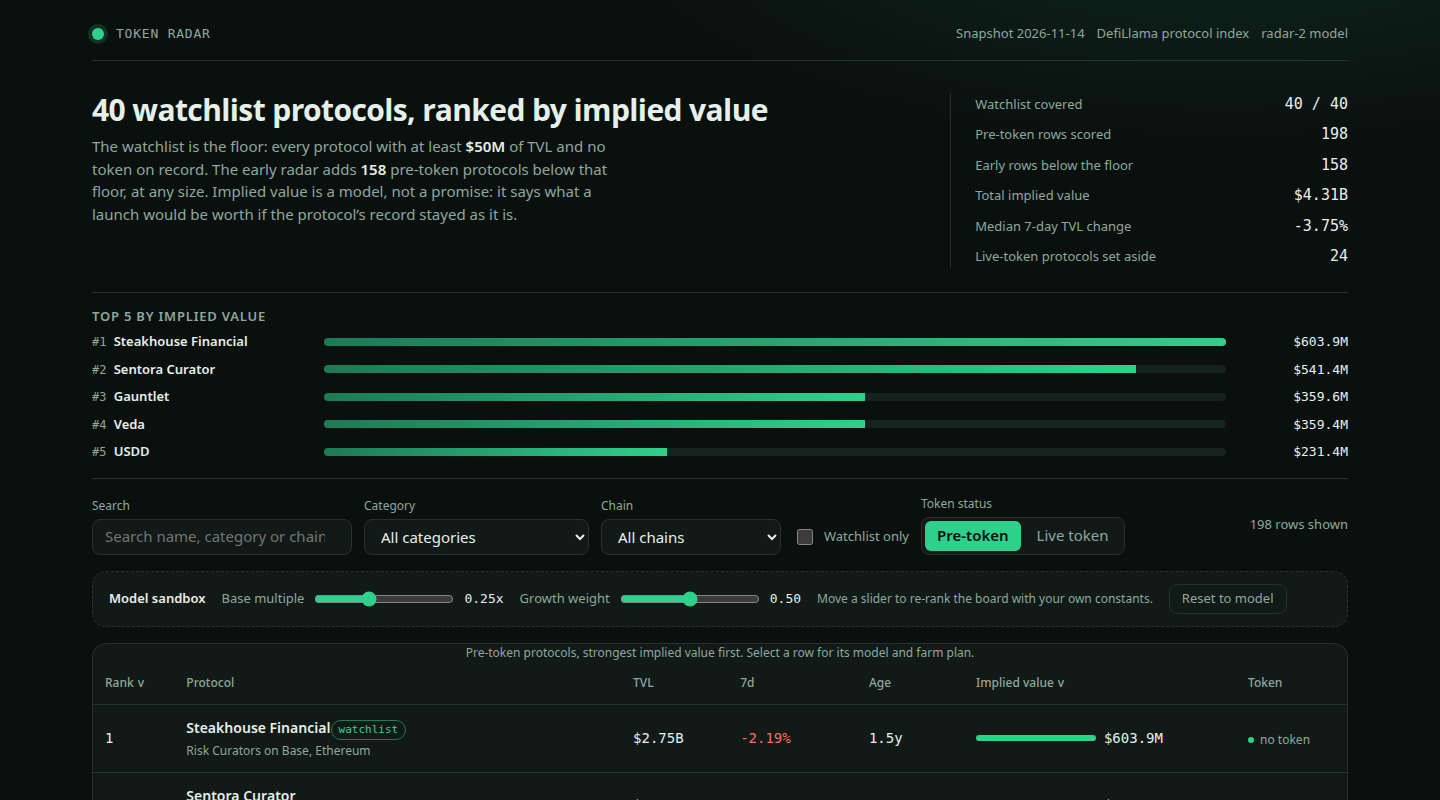 TOKEN RADAR
Snapshot 2026-11-14 DefiLlama protocol index radar-2 model
40 watchlist protocols, ranked by implied value
The watchlist is the floor: every protocol with at least $50M of TVL and no
token on record. The early radar adds 158 pre-token protocols below that
floor, at any size. Implied value is a model, not a promise: it says what a
launch would be worth if the protocol's record stayed as it is.
Watchlist covered 40 / 40
Pre-token rows scored 198
Early rows below the floor 158
Total implied value $4.31B
Median 7-day TVL change -3.75%
Live-token protocols set aside 24
TOP 5 BY IMPLIED VALUE
#1 Steakhouse Financial $603.9M
#2 Sentora Curator $541.4M
#3 Gauntlet $359.6M
#4 Veda $359.4M
#5 USDD $231.4M
Search Category Chain Token status
Search name, category or chain All categories All chains Watchlist only Pre-token Live token 198 rows shown
Model sandbox Base multiple 0.25x Growth weight 0.50 Move a slider to re-rank the board with your own constants. Reset to model
Pre-token protocols, strongest implied value first. Select a row for its model and farm plan.
Rank v Protocol TVL 7d Age Implied value v Token
1 Steakhouse Financial watchlist $2.75B -2.19% 1.5y $603.9M no token
Risk Curators on Base, Ethereum
Sentora Curator